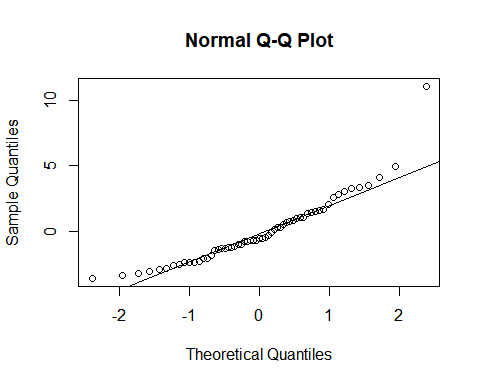 Normal Q-Q Plot
Sample Quantiles
10
5
0
-2 -1 0 1 2
Theoretical Quantiles